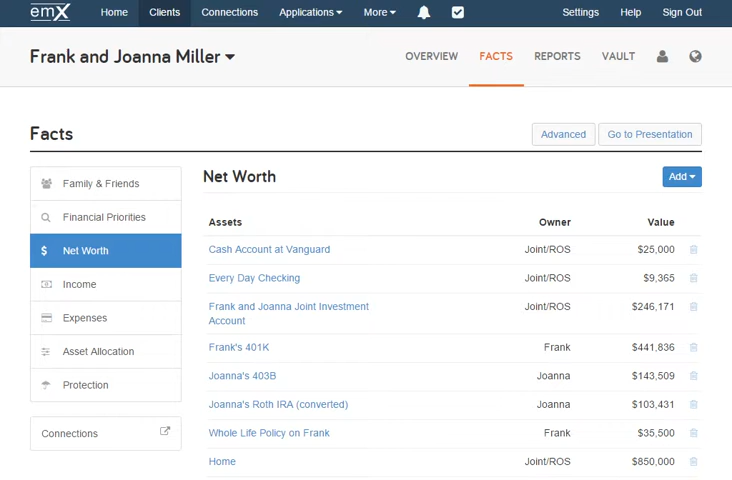 emX Home Clients Connections Applications More Settings Help Sign Out
Frank and Joanna Miller OVERVIEW FACTS REPORTS VAULT
Facts Advanced Go to Presentation
Family & Friends
Financial Priorities
$ Net Worth
Income
Expenses
Asset Allocation
Protection
Connections
Net Worth Add
Assets Owner Value
Cash Account at Vanguard Joint/ROS $25,000
Every Day Checking Joint/ROS $9,365
Frank and Joanna Joint Investment Joint/ROS $246,171
Account
Frank's 401K Frank $441,836
Joanna's 403B Joanna $143,509
Joanna's Roth IRA (converted) Joanna $103,431
Whole Life Policy on Frank Frank $35,500
Home Joint/ROS $850,000